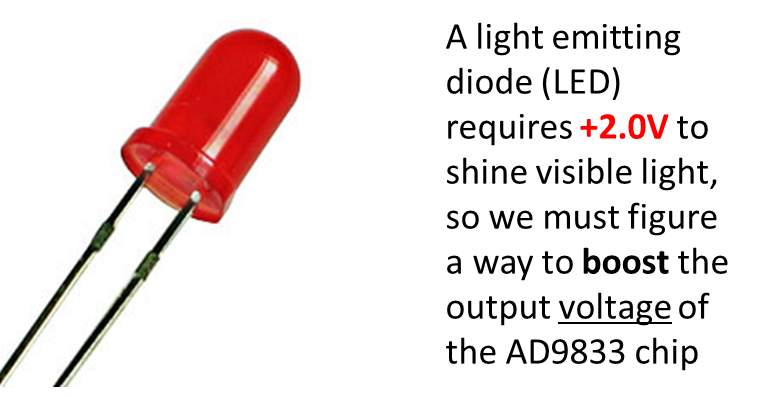 A light emitting
diode (LED)
requires +2.0V to
shine visible light,
so we must figure
a way to boost the
output voltage of
the AD9833 chip